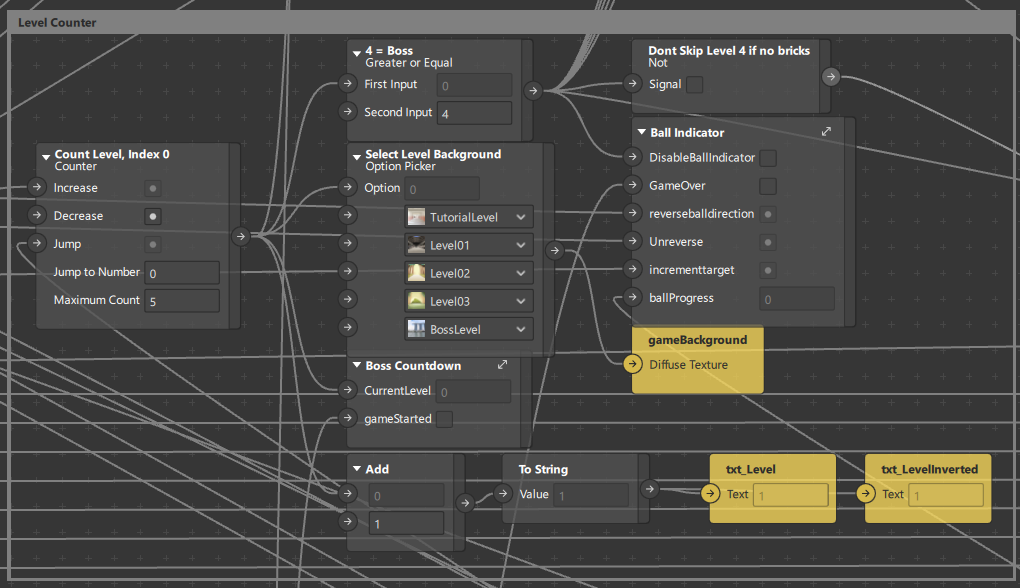 Level Counter
4 = Boss
Greater or Equal
First Input 0
Second Input 4
Dont Skip Level 4 if no bricks
Not
Signal
Count Level, Index 0
Counter
Increase
Decrease
Jump
Jump to Number 0
Maximum Count 5
Select Level Background
Option Picker
Option 0
TutorialLevel
Level01
Level02
Level03
BossLevel
Ball Indicator
DisableBallIndicator
GameOver
reverseballdirection
Unreverse
incrementtarget
ballProgress 0
gameBackground
Diffuse Texture
Boss Countdown
CurrentLevel 0
gameStarted
Add
0
1
To String
Value 1
txt_Level
Text 1
txt_LevelInverted
Text 1